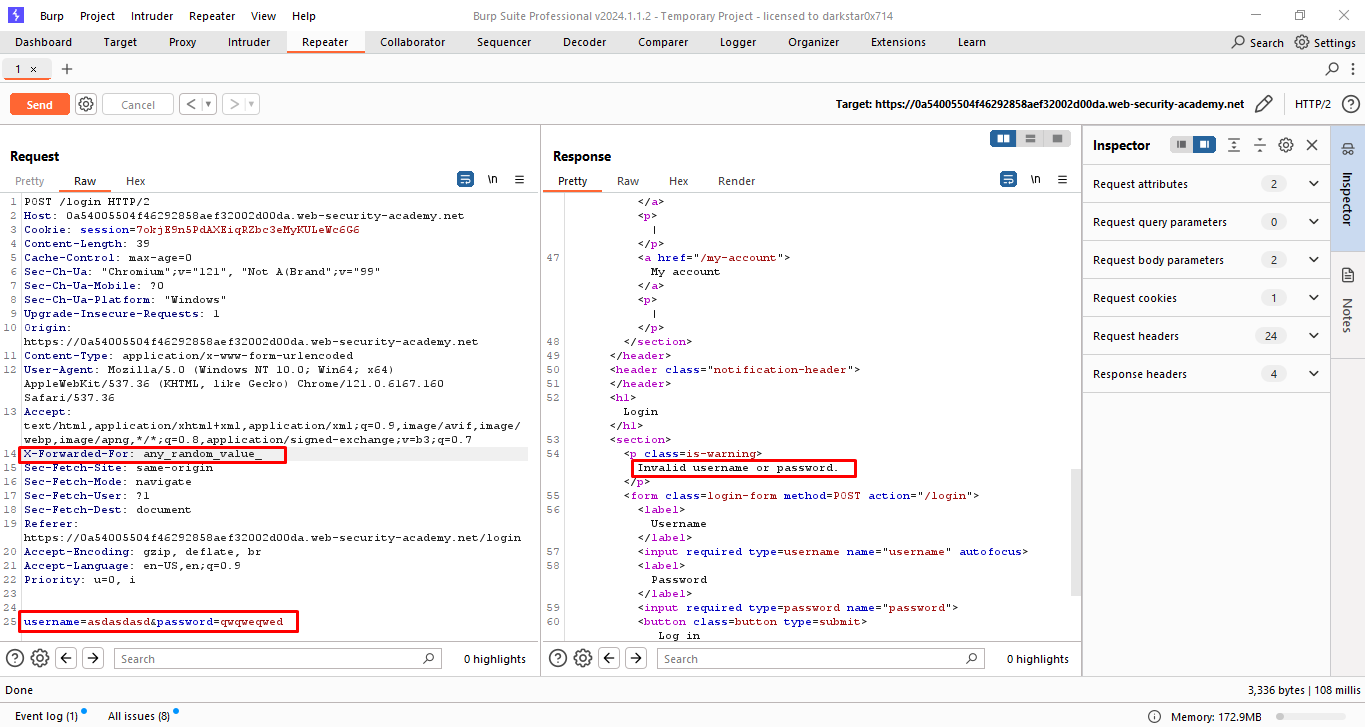 Burp Project Intruder Repeater View Help
Burp Suite Professional v2024.1.1.2 - Temporary Project - licensed to darkstar0x714
Dashboard Target Proxy Intruder Repeater Collaborator Sequencer Decoder Comparer Logger Organizer Extensions Learn
Search Settings
1 × +
Send Cancel < >
Target: https://0a54005504f46292858aef32002d00da.web-security-academy.net HTTP/2
Request
Pretty Raw Hex
\n
1 POST /login HTTP/2
2 Host: 0a54005504f46292858aef32002d00da.web-security-academy.net
3 Cookie: session=7okjE9n5PdAXEiqRZbc3eMyKULeWc6G6
4 Content-Length: 39
5 Cache-Control: max-age=0
6 Sec-Ch-Ua: "Chromium";v="121", "Not A(Brand";v="99"
7 Sec-Ch-Ua-Mobile: ?0
8 Sec-Ch-Ua-Platform: "Windows"
9 Upgrade-Insecure-Requests: 1
10 Origin:
https://0a54005504f46292858aef32002d00da.web-security-academy.net
11 Content-Type: application/x-www-form-urlencoded
12 User-Agent: Mozilla/5.0 (Windows NT 10.0; Win64; x64)
AppleWebKit/537.36 (KHTML, like Gecko) Chrome/121.0.6167.160
Safari/537.36
13 Accept:
text/html,application/xhtml+xml,application/xml;q=0.9,image/avif,image/
webp,image/apng,*/*;q=0.8,application/signed-exchange;v=b3;q=0.7
14 X-Forwarded-For: any_random_value_
15 Sec-Fetch-Site: same-origin
16 Sec-Fetch-Mode: navigate
17 Sec-Fetch-User: ?1
18 Sec-Fetch-Dest: document
19 Referer:
https://0a54005504f46292858aef32002d00da.web-security-academy.net/login
20 Accept-Encoding: gzip, deflate, br
21 Accept-Language: en-US,en;q=0.9
22 Priority: u=0, i
23
24
25 username=asdasdasd&password=qwqweqwed
Search
0 highlights
Response
Pretty Raw Hex Render
\n
</a>
<p>
|
</p>
47 <a href="/my-account">
My account
</a>
<p>
|
</p>
48 </section>
49 </header>
50 <header class="notification-header">
51 </header>
52 <h1>
Login
</h1>
53 <section>
54 <p class=is-warning>
Invalid username or password.
</p>
55 <form class=login-form method=POST action="/login">
56 <label>
Username
</label>
57 <input required type=username name="username" autofocus>
58 <label>
Password
</label>
59 <input required type=password name="password">
60 <button class=button type=submit>
Log in
Search
0 highlights
Inspector
Request attributes 2
Request query parameters 0
Request body parameters 2
Request cookies 1
Request headers 24
Response headers 4
Inspector
Notes
Done
3,336 bytes | 108 millis
Event log (1) All issues (8)
Memory: 172.9MB